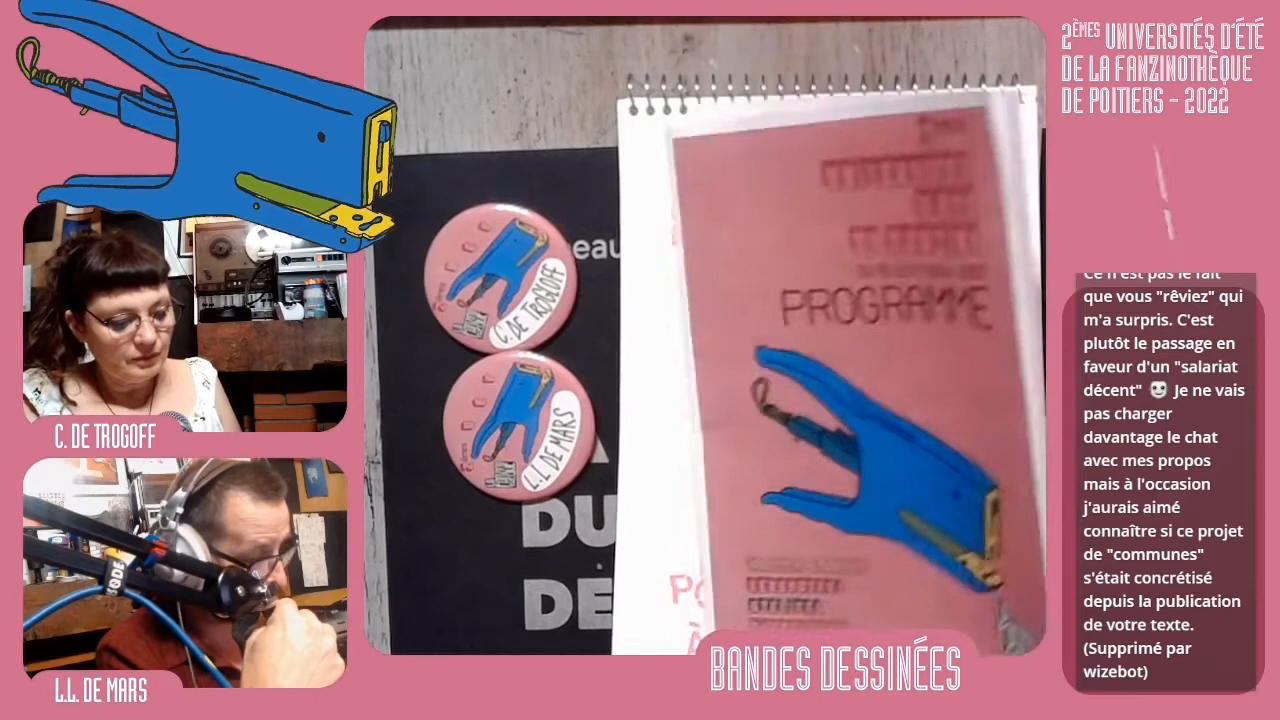 2ÈMES UNIVERSITÉS D'ÉTÉ
DE LA FANZINOTHÈQUE
DE POITIERS - 2022
C. DE TROGOFF
L.L. DE MARS
BANDES DESSINÉES
PROGRAMME
C. DE TROGOFF
L.L DE MARS
eau
DU
DE
Ce n'est pas le fait
que vous "rêviez" qui
m'a surpris. C'est
plutôt le passage en
faveur d'un "salariat
décent" Je ne vais
pas charger
davantage le chat
avec mes propos
mais à l'occasion
j'aurais aimé
connaître si ce projet
de "communes"
s'était concrétisé
depuis la publication
de votre texte.
(Supprimé par
wizebot)